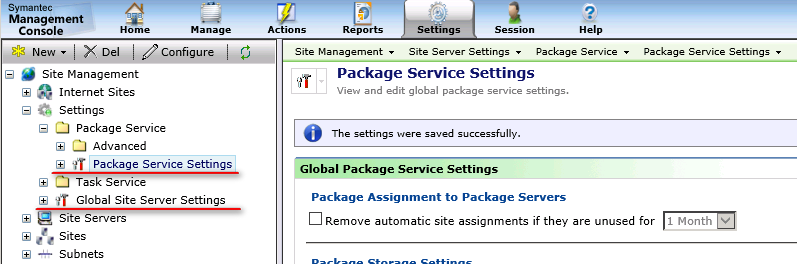 Symantec
Management
Console
Home
Manage
Actions
Reports
Settings
Session
Help
New
Del
Configure
Site Management
Internet Sites
Settings
Package Service
Advanced
Package Service Settings
Task Service
Global Site Server Settings
Site Servers
Sites
Subnets
Site Management Site Server Settings Package Service Package Service Settings
Package Service Settings
View and edit global package service settings.
The settings were saved successfully.
Global Package Service Settings
Package Assignment to Package Servers
Remove automatic site assignments if they are unused for 1 Month
Package Storage Settings